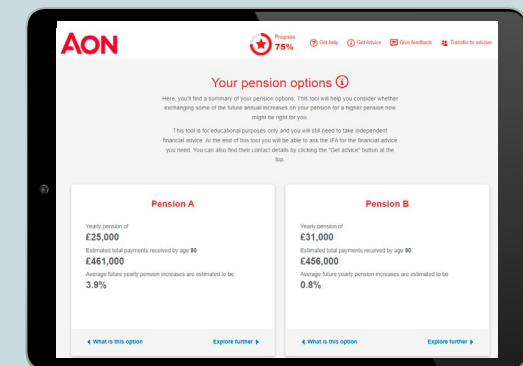 AON
Progress
75%
Get help
Get Advice
Give feedback
Transfer to adviser
Your pension options
Here, you'll find a summary of your pension options. This tool will help you consider whether
exchanging some of the future annual increases on your pension for a higher pension now
might be right for you.
This tool is for educational purposes only and you will still need to take independent
financial advice. At the end of this tool you will be able to ask the IFA for the financial advice
you need. You can also find their contact details by clicking the "Get advice" button at the
top.
Pension A
Yearly pension of
£25,000
Estimated total payments received by age 90
£461,000
Average future yearly pension increases are estimated to be
3.9%
What is this option
Explore further
Pension B
Yearly pension of
£31,000
Estimated total payments received by age 90
£456,000
Average future yearly pension increases are estimated to be
0.8%
What is this option
Explore further